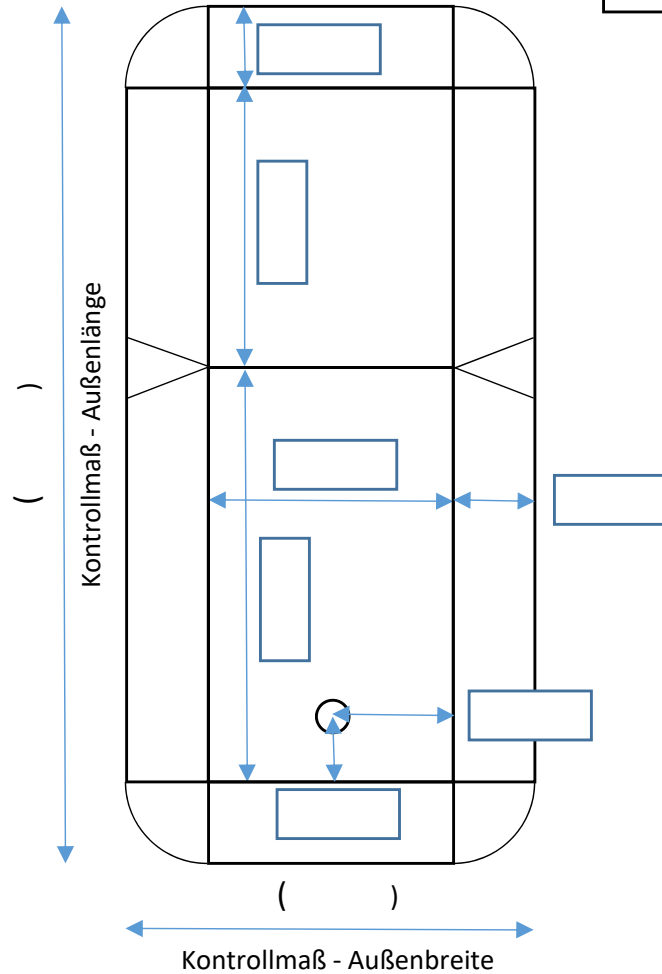 Kontrollmaß - Außenlänge
( )
( )
Kontrollmaß - Außenbreite